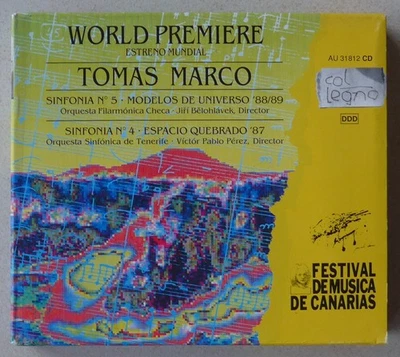 WORLD PREMIERE
ESTRENO MUNDIAL
TOMAS MARCO
SINFONIA Nº 5 · MODELOS DE UNIVERSO '88/89
Orquesta Filarmónica Checa · Jiří Bělohlávek, Director
SINFONIA Nº 4 · ESPACIO QUEBRADO '87
Orquesta Sinfónica de Tenerife · Víctor Pablo Pérez, Director
AU 31812 CD
col
legno
DDD
FESTIVAL
DE MUSICA
DE CANARIAS